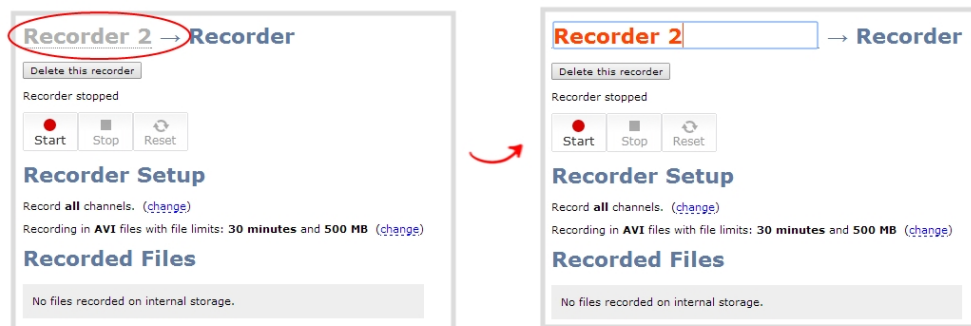 Recorder 2 → Recorder
Delete this recorder
Recorder stopped
Start Stop Reset
Recorder Setup
Record all channels. (change)
Recording in AVI files with file limits: 30 minutes and 500 MB (change)
Recorded Files
No files recorded on internal storage.
Recorder 2 → Recorder
Delete this recorder
Recorder stopped
Start Stop Reset
Recorder Setup
Record all channels. (change)
Recording in AVI files with file limits: 30 minutes and 500 MB (change)
Recorded Files
No files recorded on internal storage.